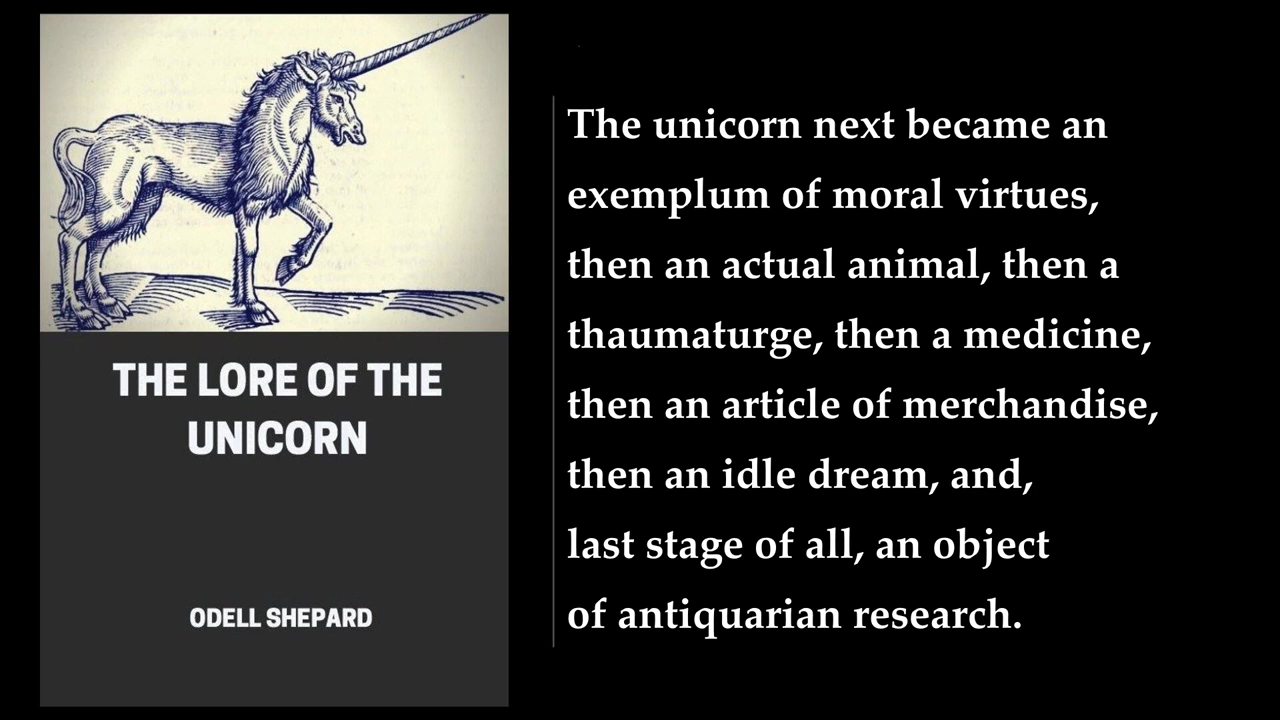 THE LORE OF THE
UNICORN
ODELL SHEPARD
The unicorn next became an
exemplum of moral virtues,
then an actual animal, then a
thaumaturge, then a medicine,
then an article of merchandise,
then an idle dream, and,
last stage of all, an object
of antiquarian research.